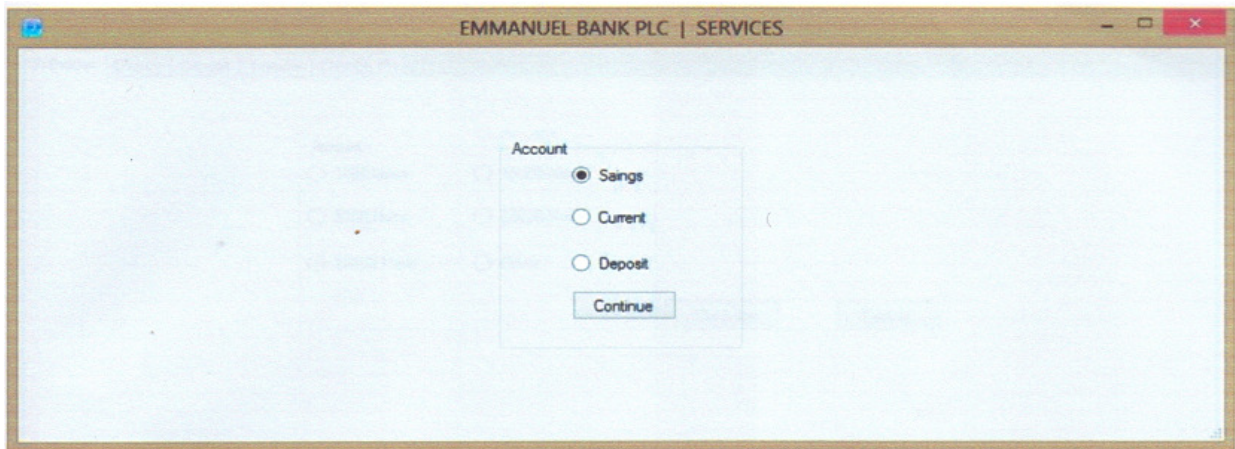 EMMANUEL BANK PLC | SERVICES
Account
Saings
Current
Deposit
Continue